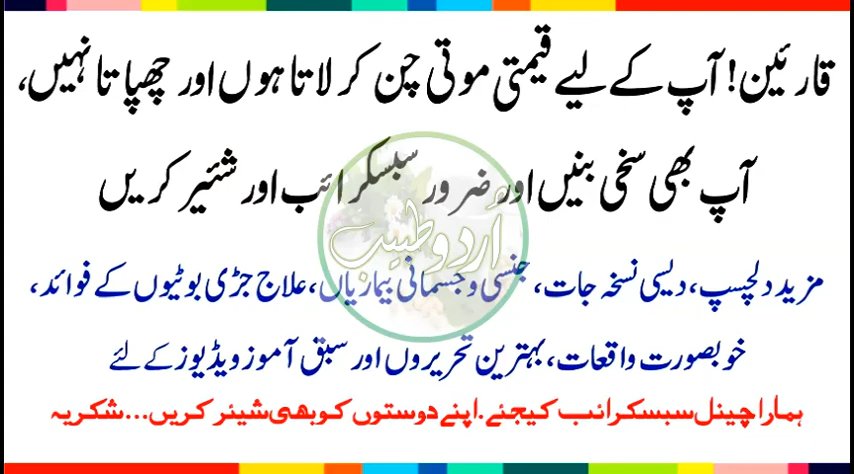 قارئین! آپ کے لیے قیمتی موتی چن کر لاتا ہوں اور چھپاتا نہیں،
آپ بھی سخی بنیں اور ضرور سبسکرائب اور شئیر کریں
اُردو طبیب
مزید دلچسپ، دیسی نسخہ جات، جنسی و جسمانی بیماریاں، علاج جڑی بوٹیوں کے فوائد،
خوبصورت واقعات، بہترین تحریروں اور سبق آموز ویڈیوز کے لئے
ہمارا چینل سبسکرائب کیجئے. اپنے دوستوں کو بھی شیئر کریں...شکریہ